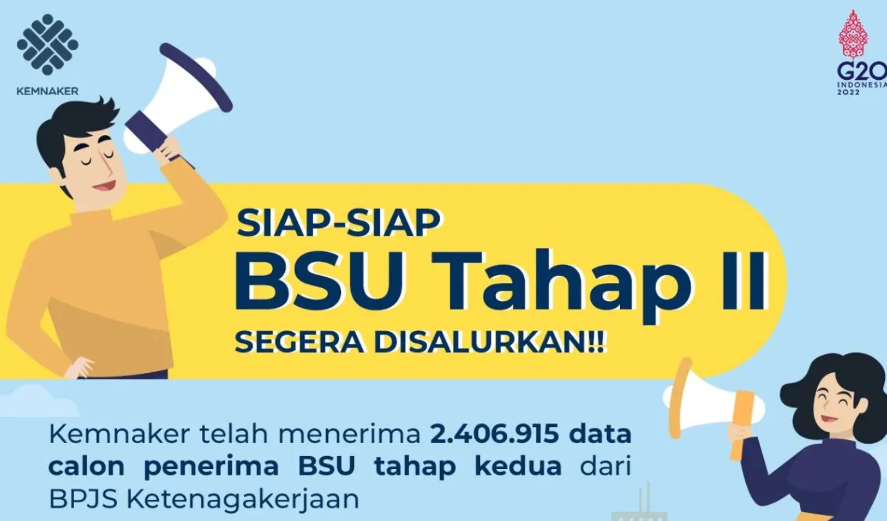 KEMNAKER
G20
INDONESIA
2022
SIAP-SIAP
BSU Tahap II
SEGERA DISALURKAN!!
Kemnaker telah menerima 2.406.915 data
calon penerima BSU tahap kedua dari
BPJS Ketenagakerjaan